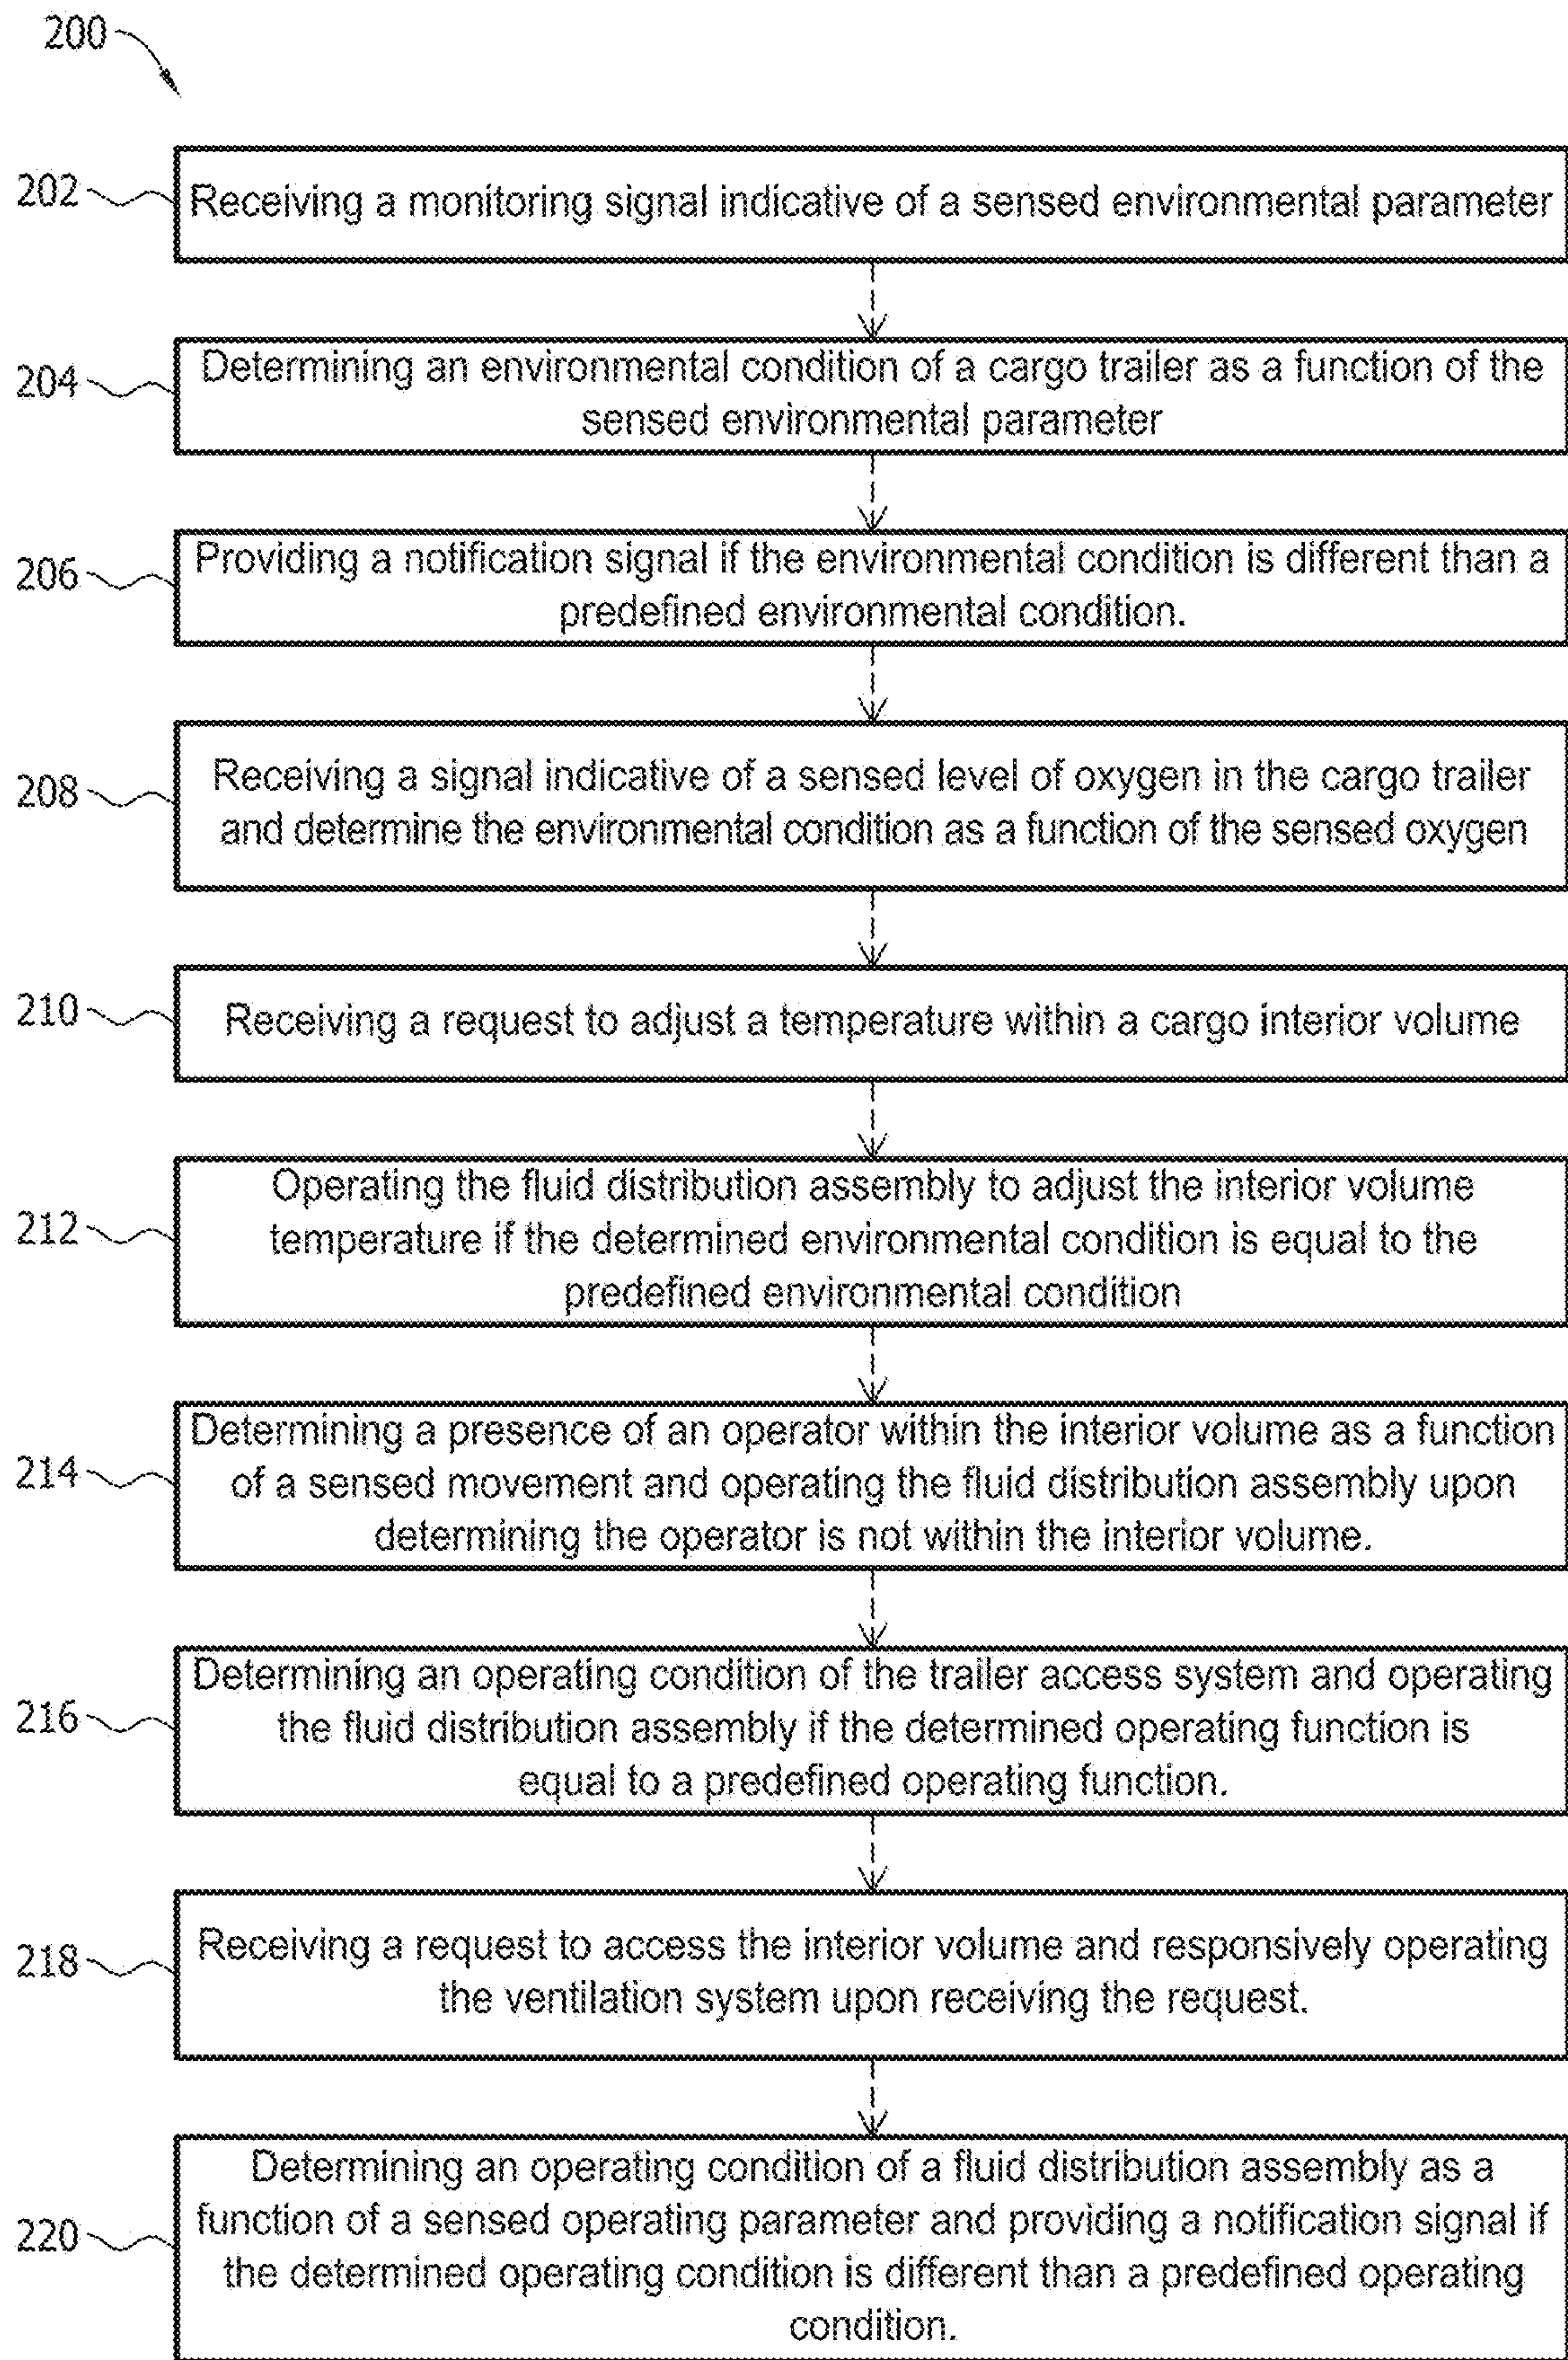 200
202
Receiving a monitoring signal indicative of a sensed environmental parameter
204
Determining an environmental condition of a cargo trailer as a function of the
sensed environmental parameter
206
Providing a notification signal if the environmental condition is different than a
predefined environmental condition.
208
Receiving a signal indicative of a sensed level of oxygen in the cargo trailer
and determine the environmental condition as a function of the sensed oxygen
210
Receiving a request to adjust a temperature within a cargo interior volume
212
Operating the fluid distribution assembly to adjust the interior volume
temperature if the determined environmental condition is equal to the
predefined environmental condition
214
Determining a presence of an operator within the interior volume as a function
of a sensed movement and operating the fluid distribution assembly upon
determining the operator is not within the interior volume.
216
Determining an operating condition of the trailer access system and operating
the fluid distribution assembly if the determined operating function is
equal to a predefined operating function.
218
Receiving a request to access the interior volume and responsively operating
the ventilation system upon receiving the request.
220
Determining an operating condition of a fluid distribution assembly as a
function of a sensed operating parameter and providing a notification signal if
the determined operating condition is different than a predefined operating
condition.